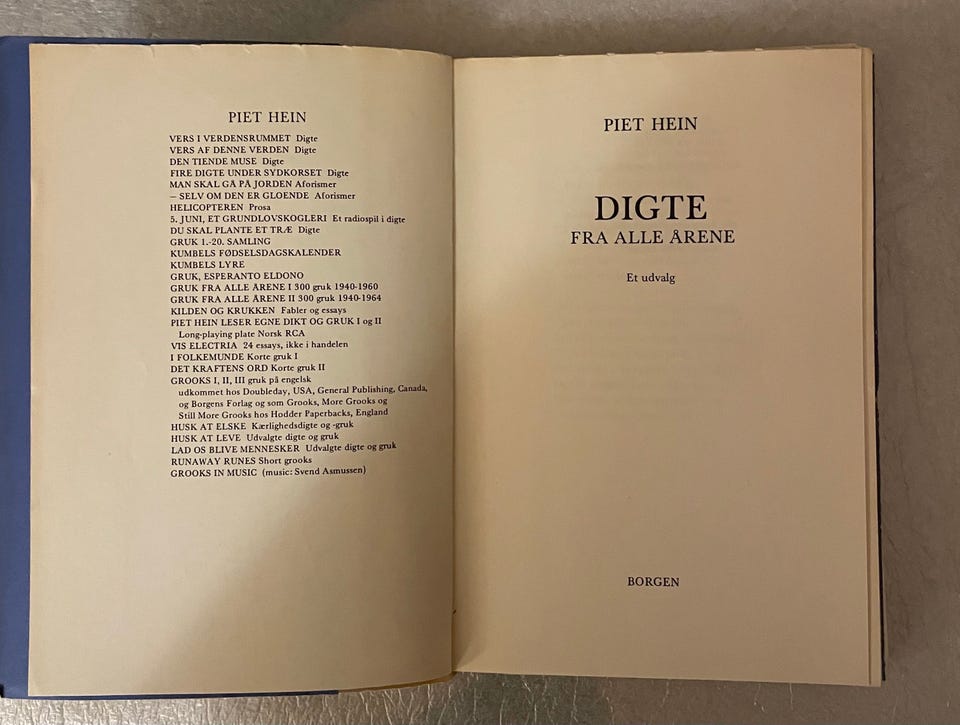 PIET HEIN
VERS I VERDENSRUMMET Digte
VERS AF DENNE VERDEN Digte
DEN TIENDE MUSE Digte
FIRE DIGTE UNDER SYDKORSET Digte
MAN SKAL GÅ PÅ JORDEN Aforismer
– SELV OM DEN ER GLOENDE Aforismer
HELICOPTEREN Prosa
5. JUNI, ET GRUNDLOVSKOGLERI Et radiospil i digte
DU SKAL PLANTE ET TRÆ Digte
GRUK 1.-20. SAMLING
KUMBELS FØDSELSDAGSKALENDER
KUMBELS LYRE
GRUK, ESPERANTO ELDONO
GRUK FRA ALLE ÅRENE I 300 gruk 1940-1960
GRUK FRA ALLE ÅRENE II 300 gruk 1940-1964
KILDEN OG KRUKKEN Fabler og essays
PIET HEIN LESER EGNE DIKT OG GRUK I og II
Long-playing plate Norsk RCA
VIS ELECTRIA 24 essays, ikke i handelen
I FOLKEMUNDE Korte gruk I
DET KRAFTENS ORD Korte gruk II
GROOKS I, II, III gruk på engelsk
udkommet hos Doubleday, USA, General Publishing, Canada,
og Borgens Forlag og som Grooks, More Grooks og
Still More Grooks hos Hodder Paperbacks, England
HUSK AT ELSKE Kærlighedsdigte og -gruk
HUSK AT LEVE Udvalgte digte og gruk
LAD OS BLIVE MENNESKER Udvalgte digte og gruk
RUNAWAY RUNES Short grooks
GROOKS IN MUSIC (music: Svend Asmussen)
PIET HEIN
DIGTE
FRA ALLE ÅRENE
Et udvalg
BORGEN